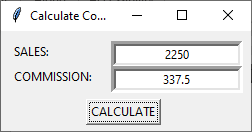 Calculate Co...
SALES: 2250
COMMISSION: 337.5
CALCULATE